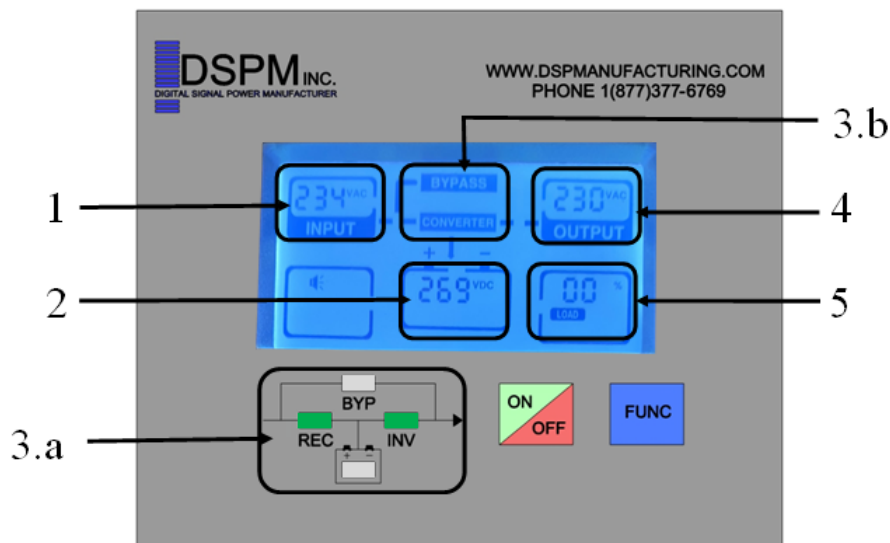 DSPM INC.
DIGITAL SIGNAL POWER MANUFACTURER
WWW.DSPMANUFACTURING.COM
PHONE 1(877)377-6769
3.b
1
234 VAC
INPUT
BYPASS
CONVERTER
230 VAC
OUTPUT
4
+ −
2
269 VDC
00 %
LOAD
5
3.a
BYP
REC
INV
+ −
ON
OFF
FUNC